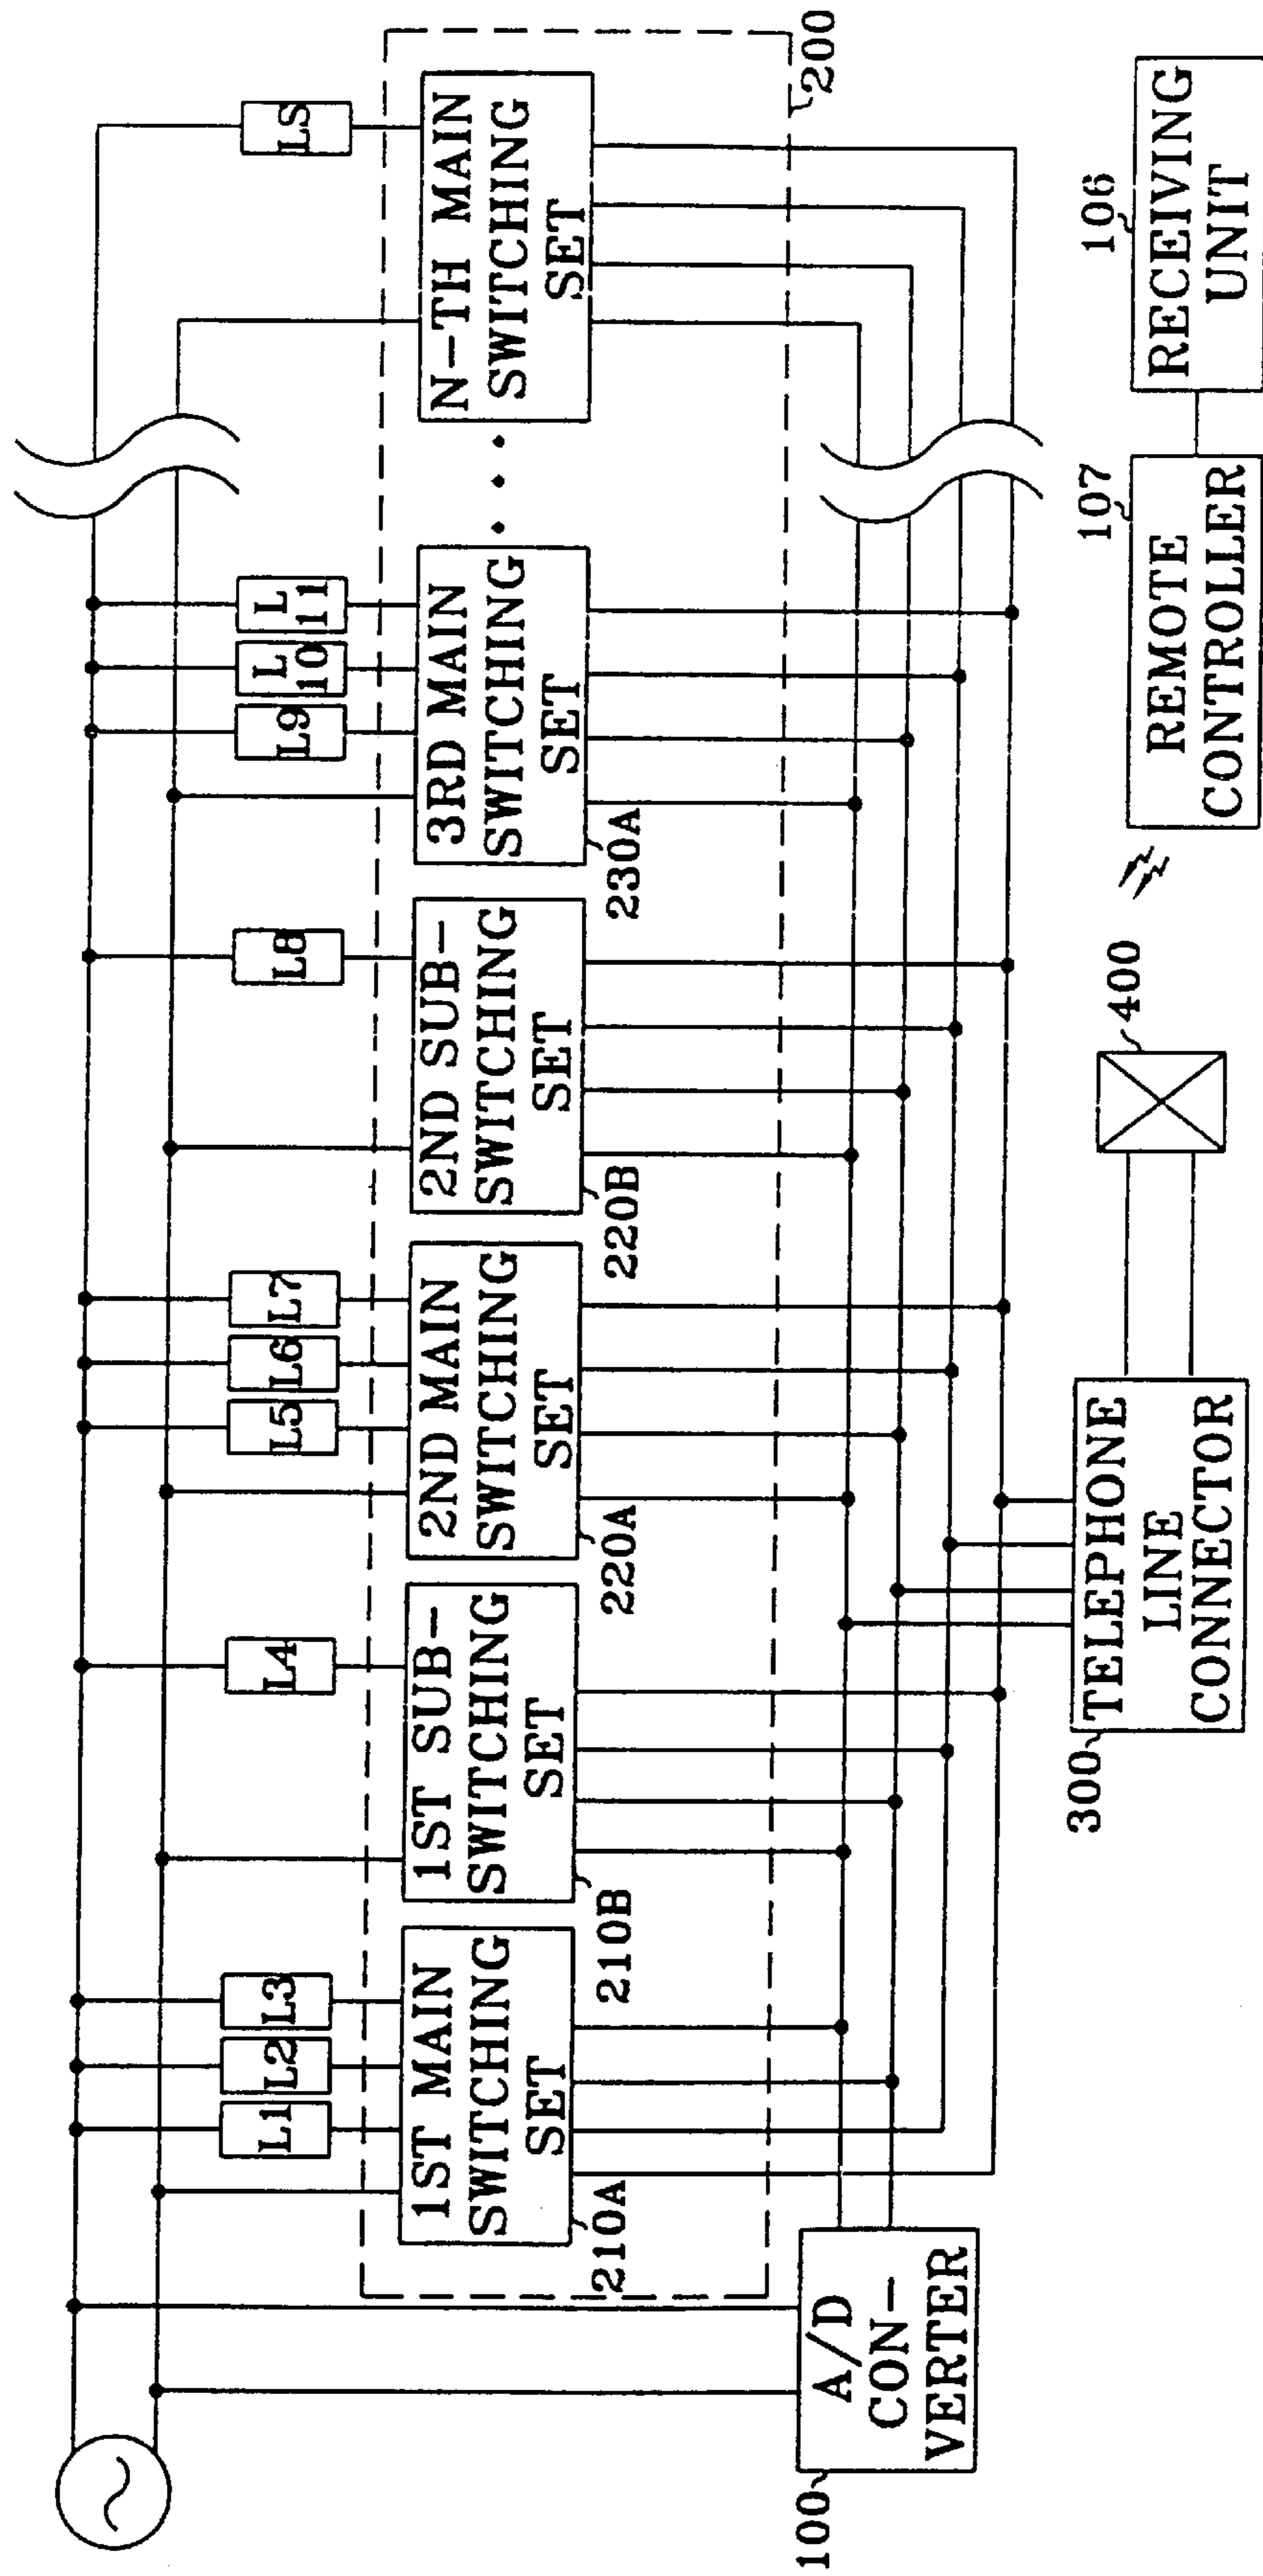 LS
200
L
11
L
10
L9
L8
L7
L6
L5
L4
L3
L2
L1
N-TH MAIN
SWITCHING
SET
3RD MAIN
SWITCHING
SET
230A
2ND SUB-
SWITCHING
SET
220B
2ND MAIN
SWITCHING
SET
220A
1ST SUB-
SWITCHING
SET
210B
1ST MAIN
SWITCHING
SET
210A
A/D
CON-
VERTER
100
TELEPHONE
LINE
CONNECTOR
300
400
REMOTE
CONTROLLER
107
RECEIVING
UNIT
106